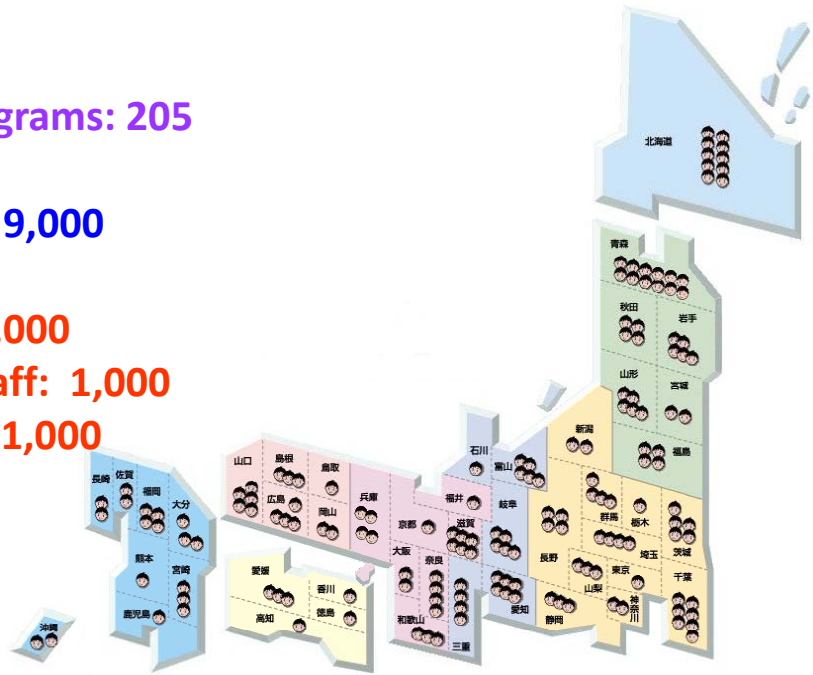 grams: 205
9,000
000
aff: 1,000
1,000
北海道
青森
秋田
岩手
山形
宮城
福島
新潟
石川
富山
福井
岐阜
長野
群馬
栃木
茨城
埼玉
東京
千葉
山梨
神奈川
静岡
愛知
三重
滋賀
京都
奈良
大阪
和歌山
兵庫
鳥取
島根
岡山
広島
山口
愛媛
香川
高知
徳島
長崎
佐賀
福岡
大分
熊本
宮崎
鹿児島
沖縄